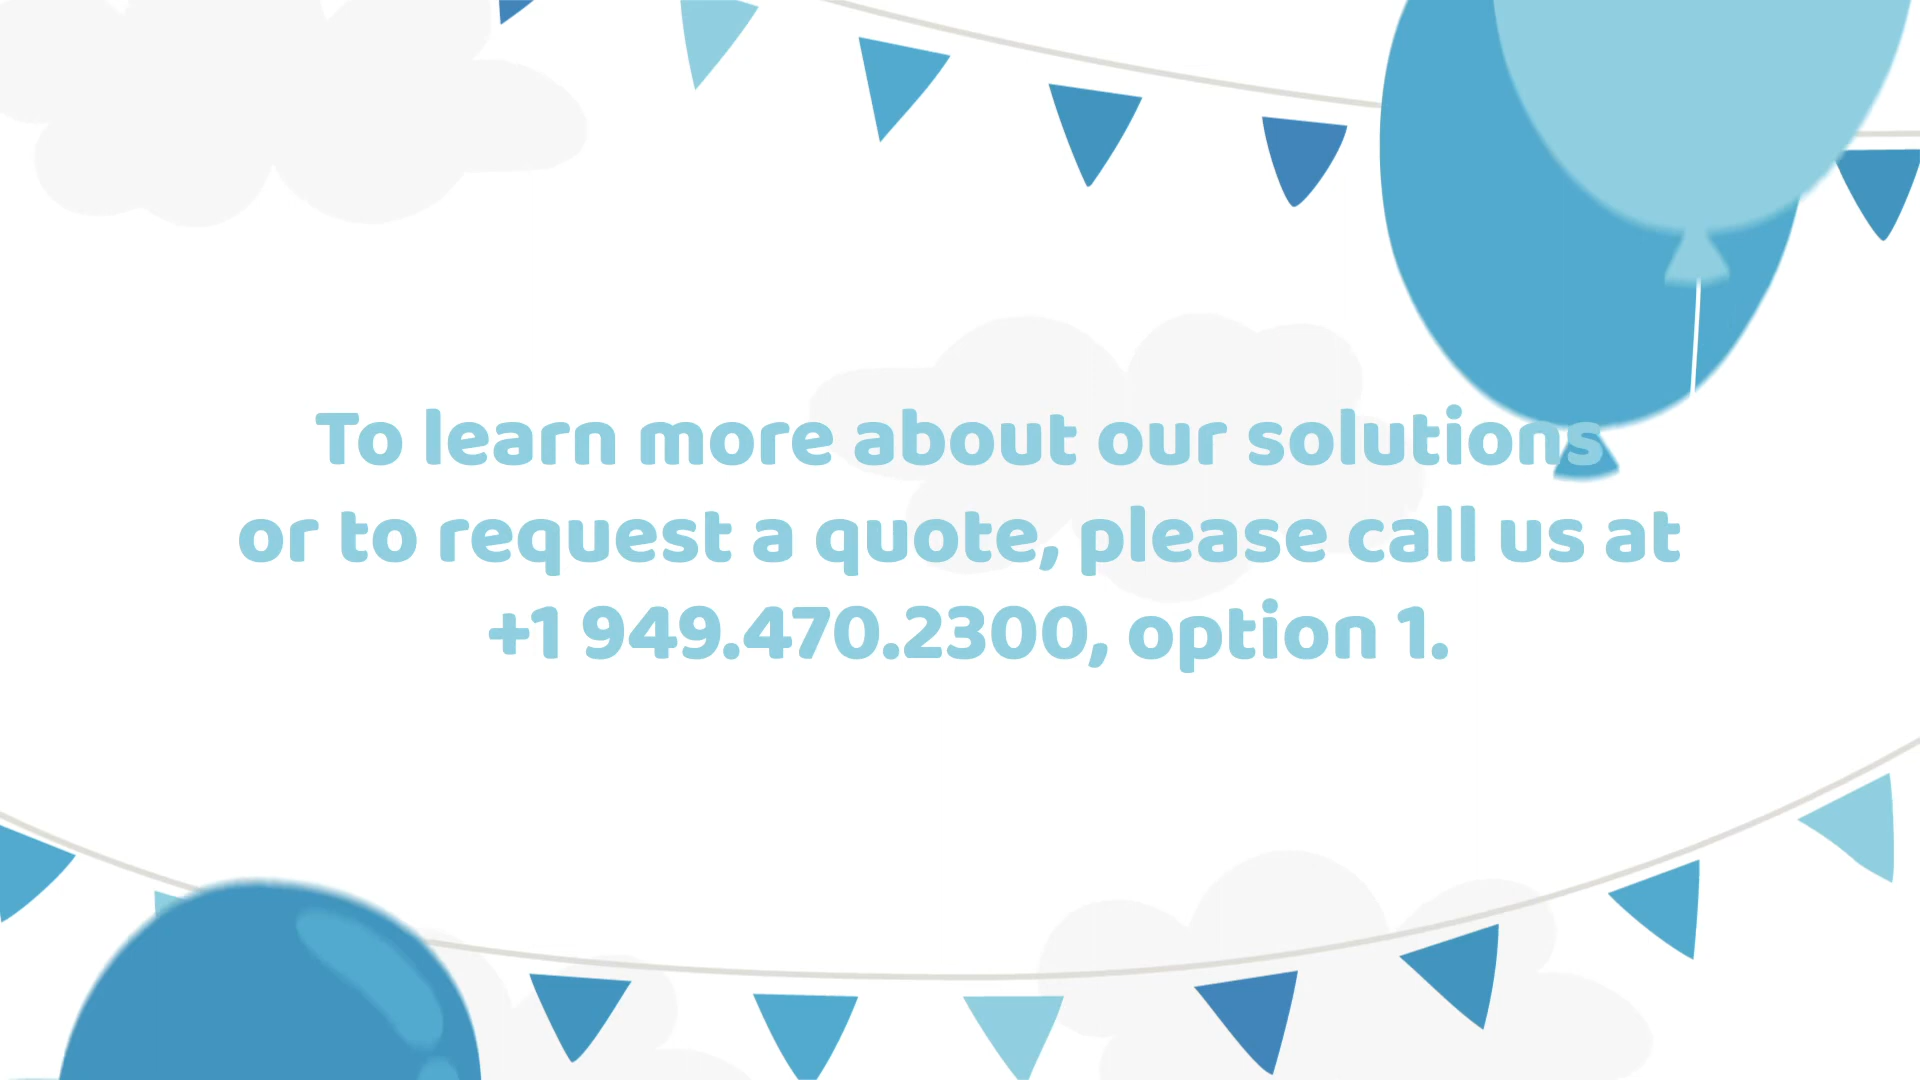 To learn more about our solutions
or to request a quote, please call us at
+1 949.470.2300, option 1.